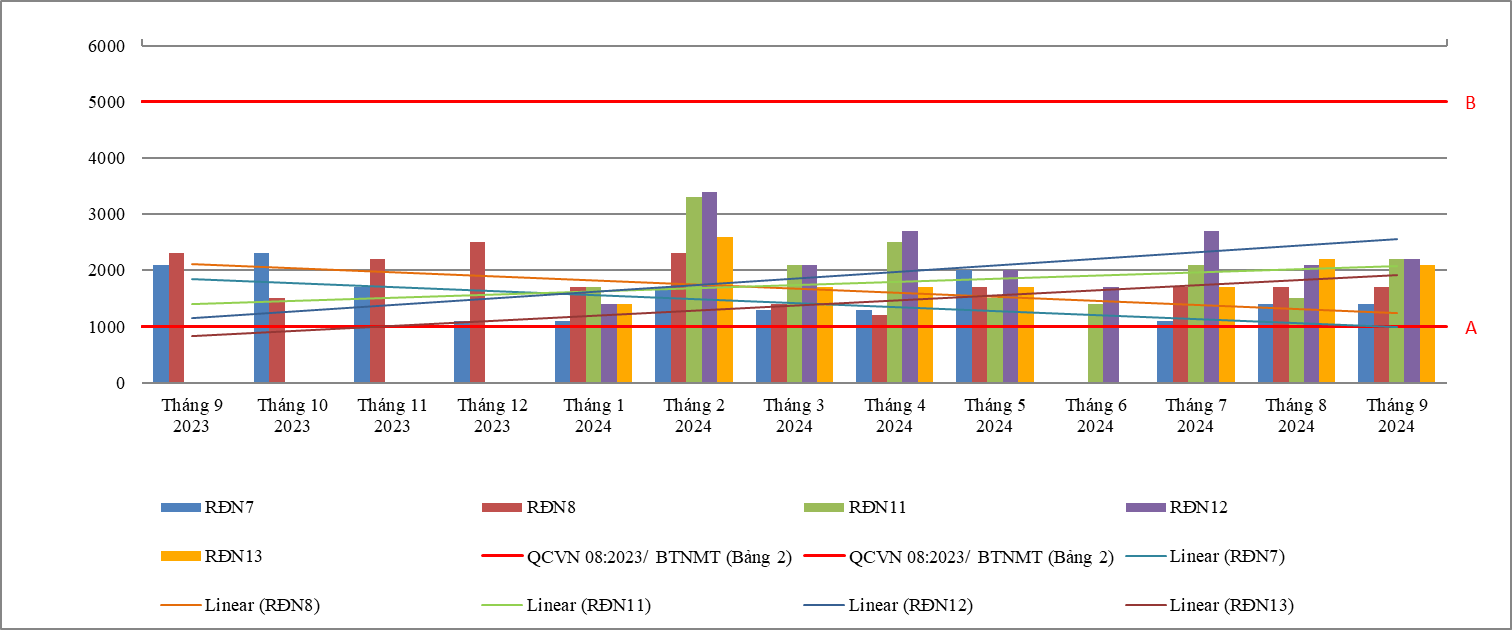 6000
5000
B
4000
3000
2000
1000
A
0
Tháng 9
2023
Tháng 10
2023
Tháng 11
2023
Tháng 12
2023
Tháng 1
2024
Tháng 2
2024
Tháng 3
2024
Tháng 4
2024
Tháng 5
2024
Tháng 6
2024
Tháng 7
2024
Tháng 8
2024
Tháng 9
2024
RĐN7
RĐN8
RĐN11
RĐN12
RĐN13
QCVN 08:2023/ BTNMT (Bảng 2)
QCVN 08:2023/ BTNMT (Bảng 2)
Linear (RĐN7)
Linear (RĐN8)
Linear (RĐN11)
Linear (RĐN12)
Linear (RĐN13)